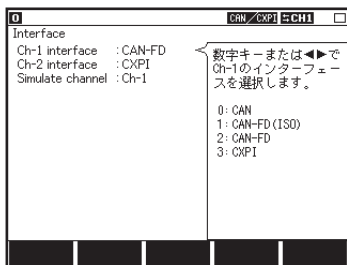 0 CAN/CXPI ⇆CH1
Interface
Ch-1 interface :CAN-FD
Ch-2 interface :CXPI
Simulate channel :Ch-1
数字キーまたは◀▶で
Ch-1のインターフェー
スを選択します。
0: CAN
1: CAN-FD(ISO)
2: CAN-FD
3: CXPI